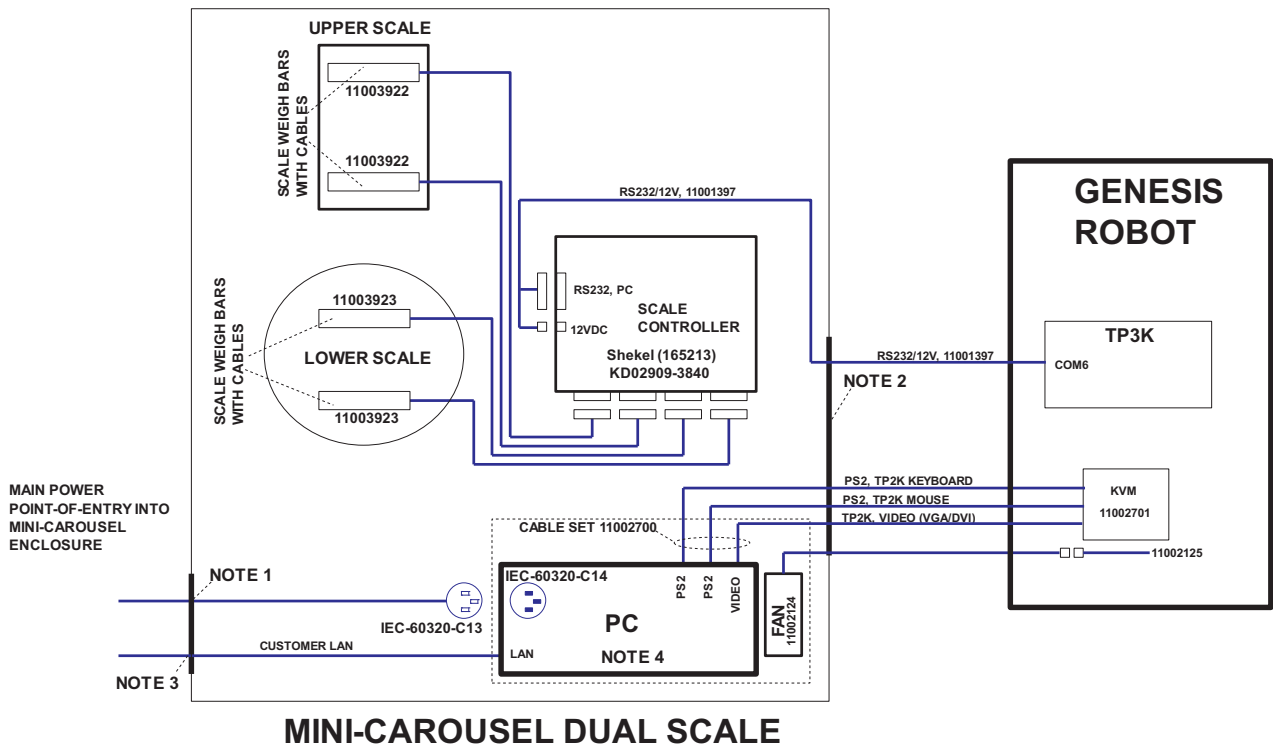 UPPER SCALE
SCALE WEIGH BARS
WITH CABLES
11003922
11003922
RS232/12V, 11001397
GENESIS
ROBOT
RS232, PC
12VDC
SCALE
CONTROLLER
Shekel (165213)
KD02909-3840
SCALE WEIGH BARS
WITH CABLES
11003923
LOWER SCALE
11003923
TP3K
COM6
RS232/12V, 11001397
NOTE 2
MAIN POWER
POINT-OF-ENTRY INTO
MINI-CAROUSEL
ENCLOSURE
PS2, TP2K KEYBOARD
PS2, TP2K MOUSE
TP2K, VIDEO (VGA/DVI)
KVM
11002701
11002125
CABLE SET 11002700
NOTE 1
IEC-60320-C13
IEC-60320-C14
PS2
PS2
VIDEO
PC
NOTE 4
LAN
FAN
11002124
CUSTOMER LAN
NOTE 3
MINI-CAROUSEL DUAL SCALE